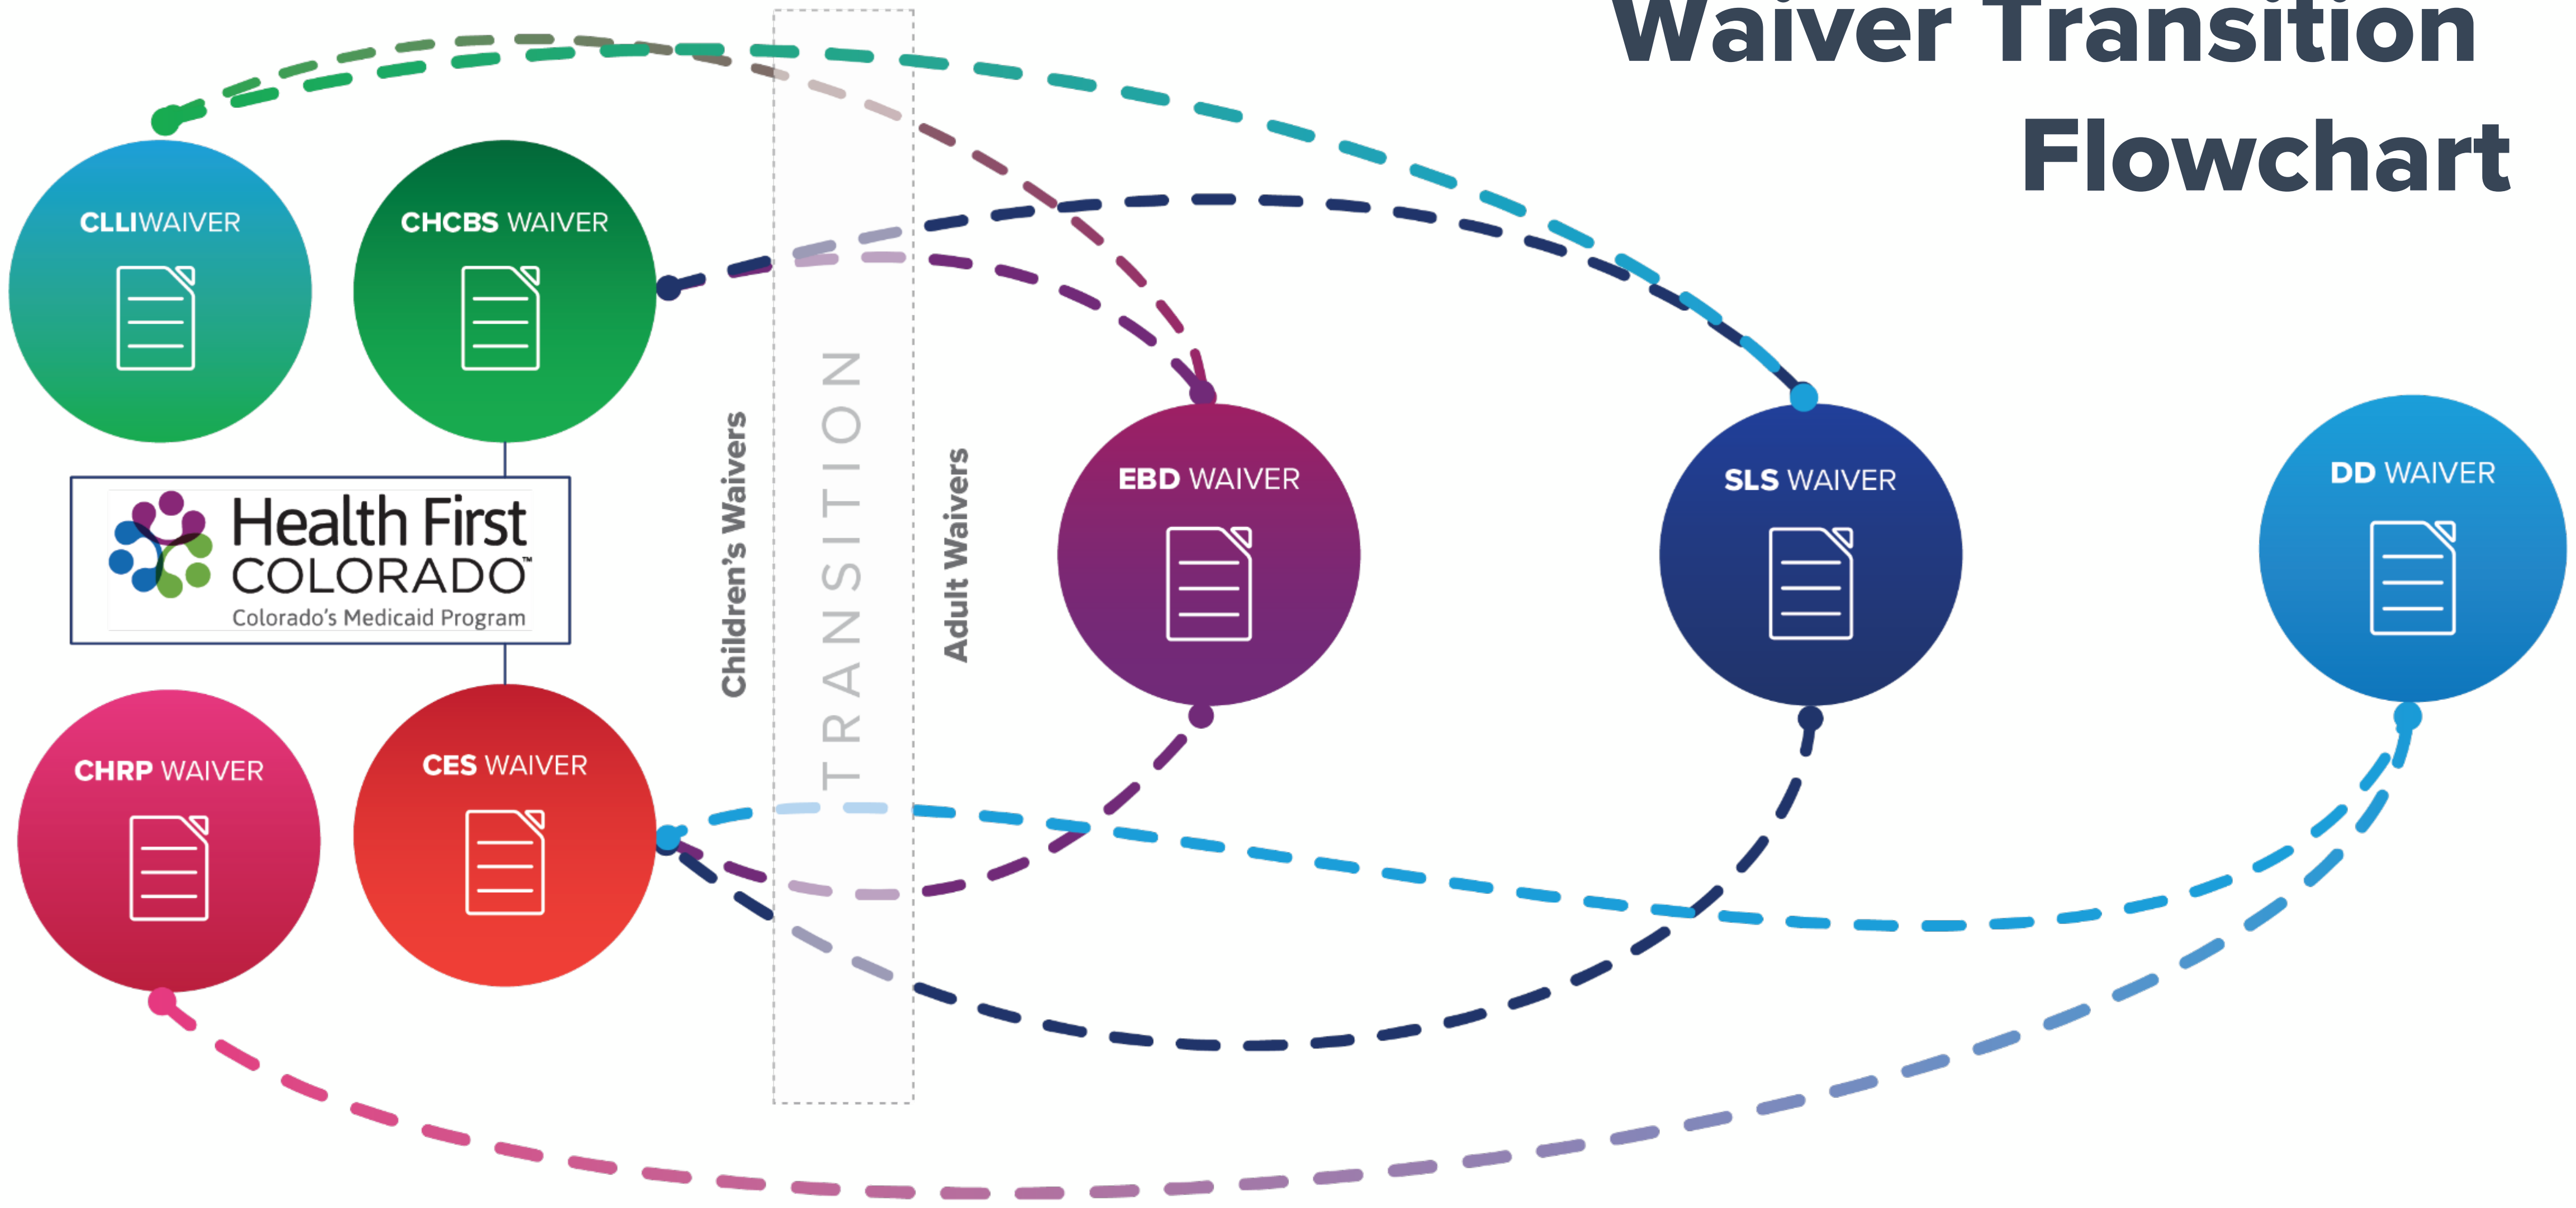 Waiver Transition
Flowchart
CLLIWAIVER
CHCBS WAIVER
Health First
COLORADO™
Colorado's Medicaid Program
CHRP WAIVER
CES WAIVER
Children's Waivers
TRANSITION
Adult Waivers
EBD WAIVER
SLS WAIVER
DD WAIVER